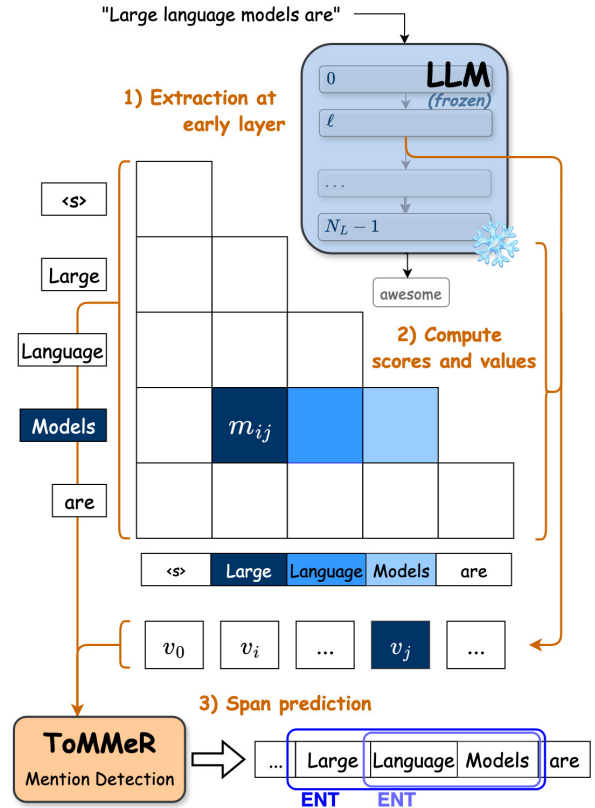 "Large language models are"
LLM
(frozen)
0
ℓ
...
N_L − 1
1) Extraction at
early layer
awesome
2) Compute
scores and values
<s>
Large
Language
Models
are
m_{ij}
<s> Large Language Models are
v_0 v_i ... v_j ...
3) Span prediction
ToMMeR
Mention Detection
... Large Language Models are
ENT ENT